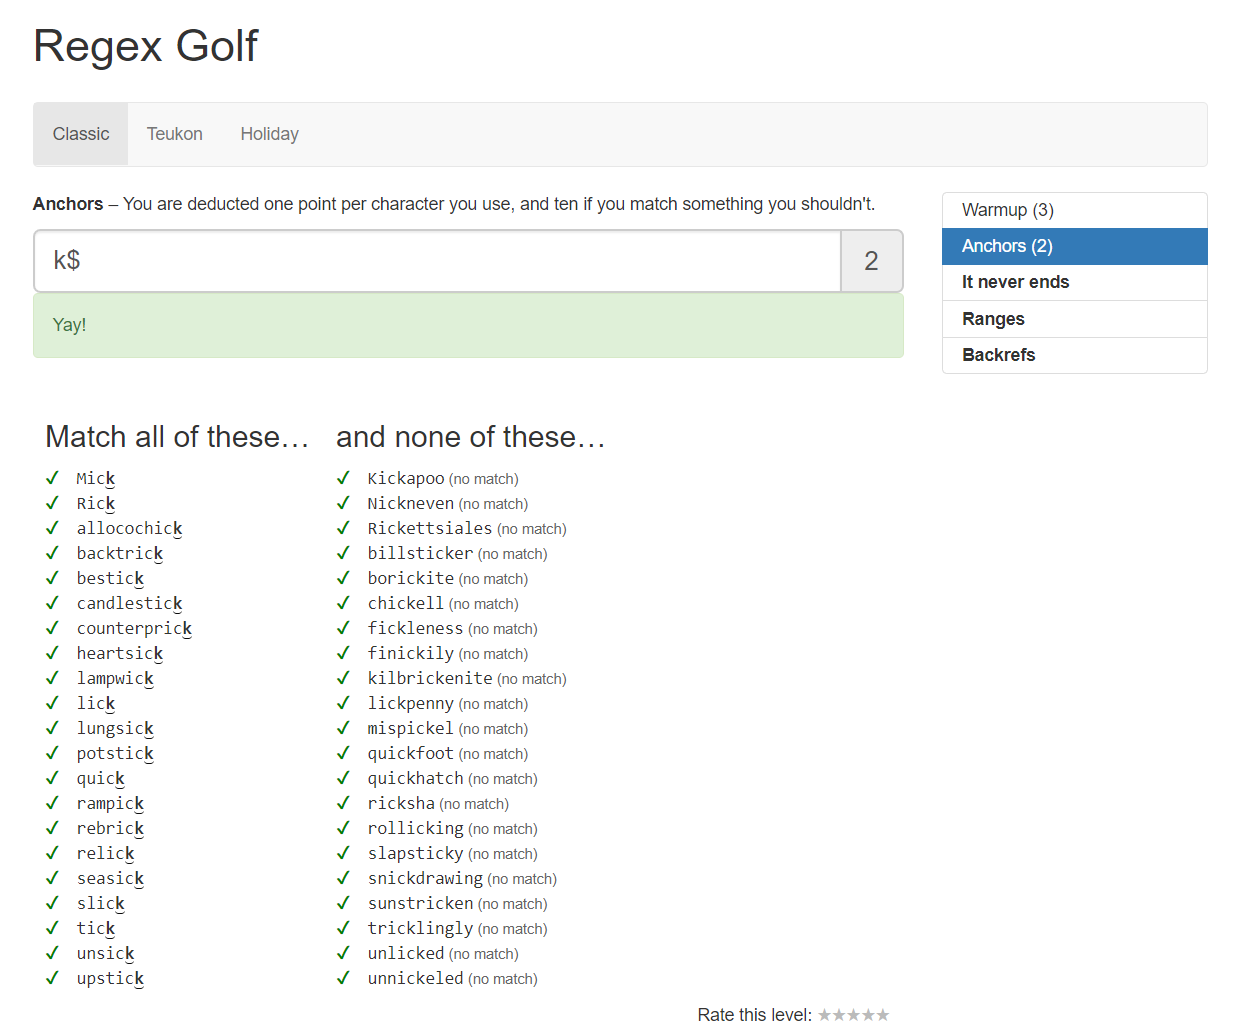 Regex Golf
Classic Teukon Holiday
Anchors – You are deducted one point per character you use, and ten if you match something you shouldn't.
k$ 2
Yay!
Warmup (3)
Anchors (2)
It never ends
Ranges
Backrefs
Match all of these… and none of these…
✓ Mick ✓ Kickapoo (no match)
✓ Rick ✓ Nickneven (no match)
✓ allocochick ✓ Rickettsiales (no match)
✓ backtrick ✓ billsticker (no match)
✓ bestick ✓ borickite (no match)
✓ candlestick ✓ chickell (no match)
✓ counterprick ✓ fickleness (no match)
✓ heartsick ✓ finickily (no match)
✓ lampwick ✓ kilbrickenite (no match)
✓ lick ✓ lickpenny (no match)
✓ lungsick ✓ mispickel (no match)
✓ potstick ✓ quickfoot (no match)
✓ quick ✓ quickhatch (no match)
✓ rampick ✓ ricksha (no match)
✓ rebrick ✓ rollicking (no match)
✓ relick ✓ slapsticky (no match)
✓ seasick ✓ snickdrawing (no match)
✓ slick ✓ sunstricken (no match)
✓ tick ✓ tricklingly (no match)
✓ unsick ✓ unlicked (no match)
✓ upstick ✓ unnickeled (no match)
Rate this level: ★★★★★